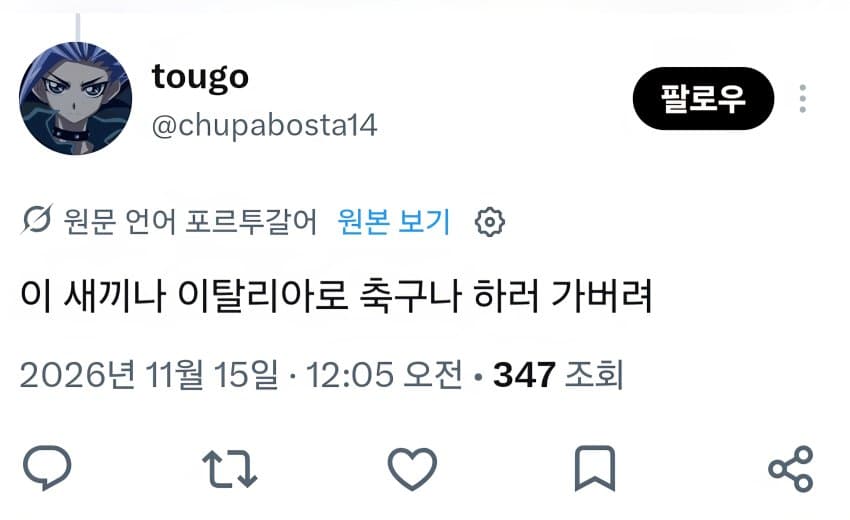 tougo
팔로우
@chupabosta14
원문 언어 포르투갈어 원본 보기
이 새끼나 이탈리아로 축구나 하러 가버려
2026년 11월 15일 · 12:05 오전 • 347 조회